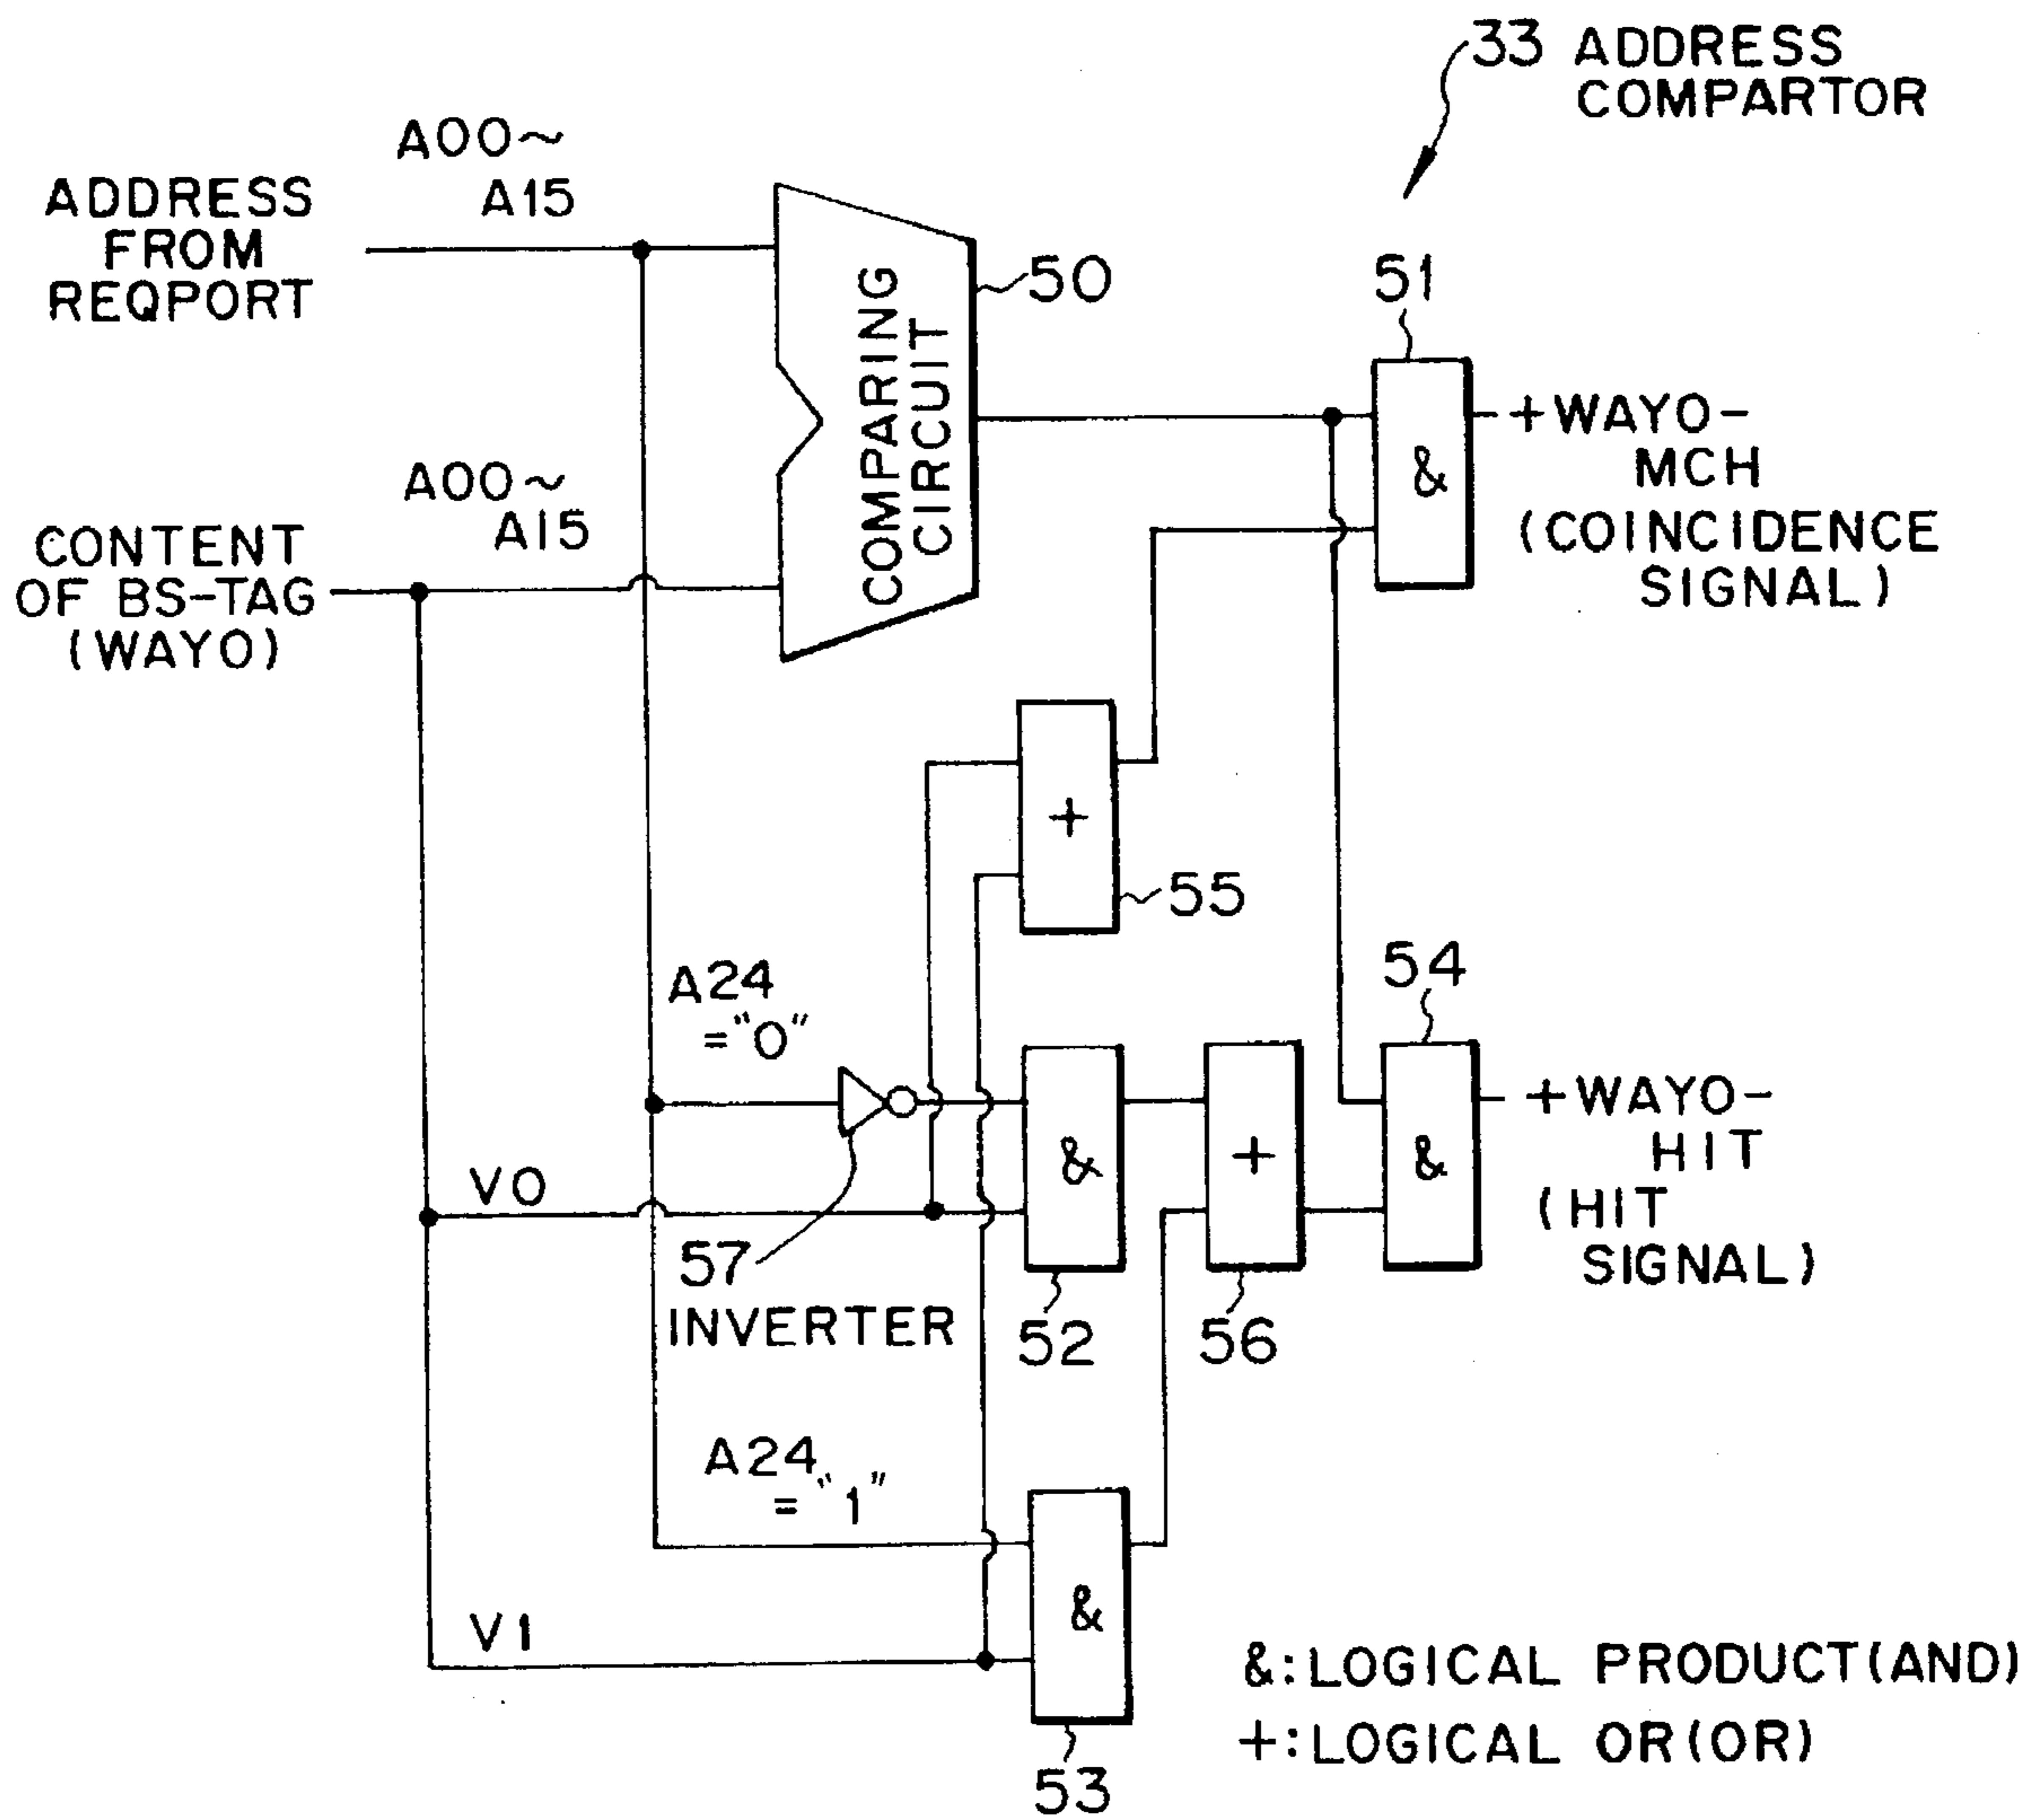 33 ADDRESS
COMPARTOR
A00~
A15
ADDRESS
FROM
REQPORT
50
51
COMPARING
CIRCUIT
&
+WAY0-
MCH
(COINCIDENCE
SIGNAL)
A00~
A15
CONTENT
OF BS-TAG
(WAY0)
+
55
54
A24
="0"
&
+
&
+WAY0-
HIT
(HIT
SIGNAL)
V0
57
INVERTER
52
56
A24
="1"
&
V1
53
&:LOGICAL PRODUCT(AND)
+:LOGICAL OR(OR)